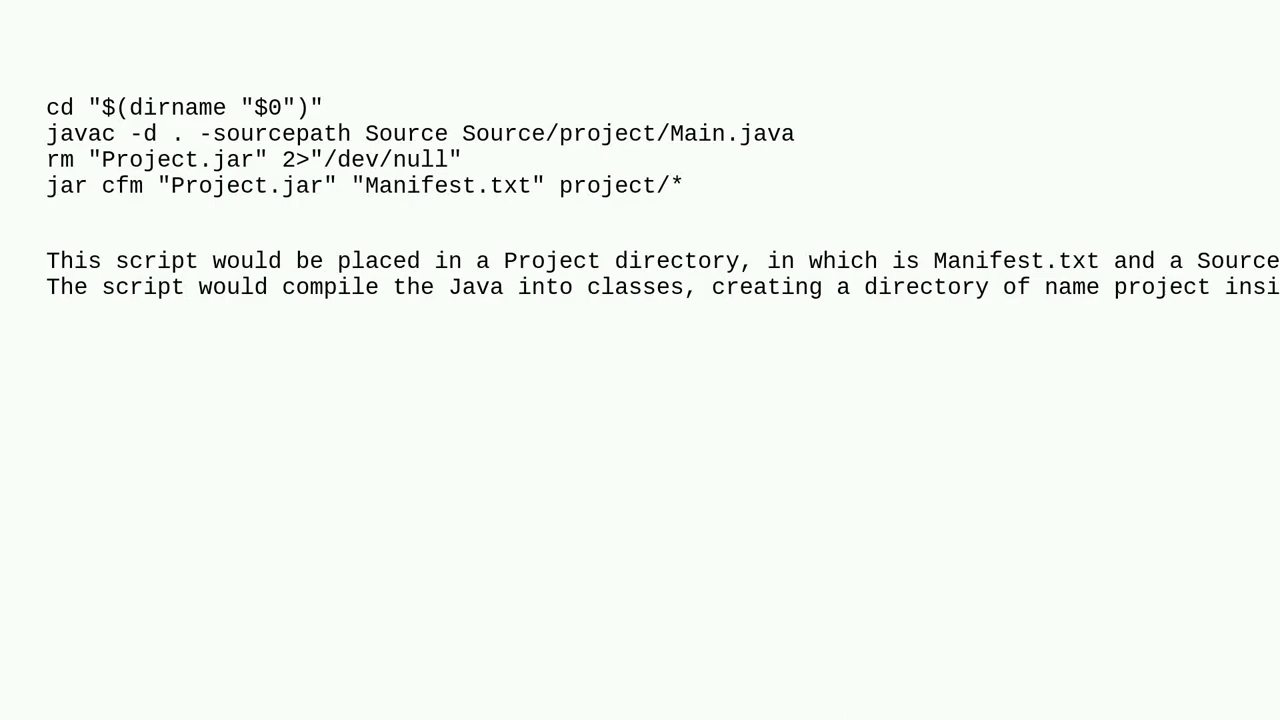 cd "$(dirname "$0")"
javac -d . -sourcepath Source Source/project/Main.java
rm "Project.jar" 2>"/dev/null"
jar cfm "Project.jar" "Manifest.txt" project/*
This script would be placed in a Project directory, in which is Manifest.txt and a Source
The script would compile the Java into classes, creating a directory of name project insi